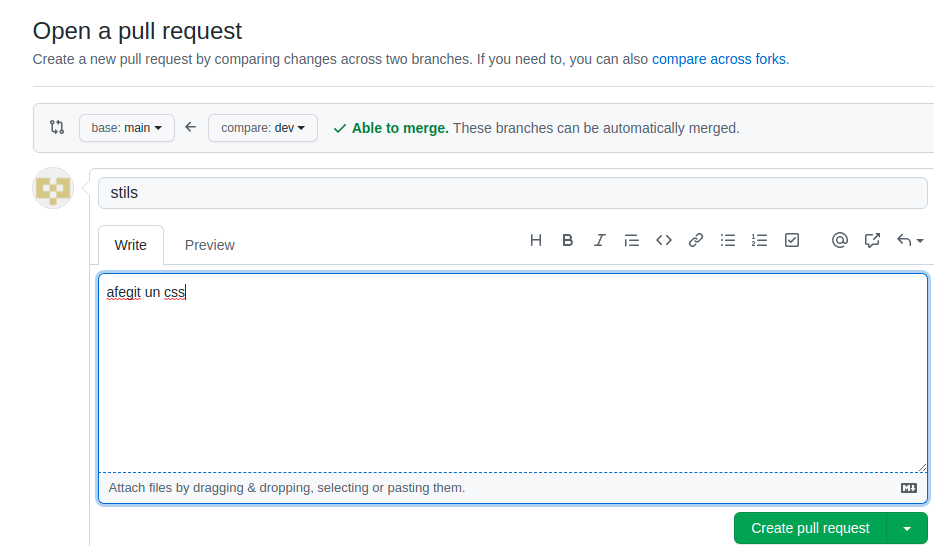 Open a pull request
Create a new pull request by comparing changes across two branches. If you need to, you can also compare across forks.
base: main compare: dev Able to merge. These branches can be automatically merged.
stils
Write Preview
afegit un css
Attach files by dragging & dropping, selecting or pasting them.
Create pull request